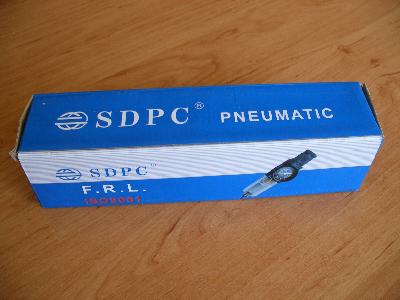 SDPC® PNEUMATIC
SDPC®
F.R.L.
ISO9001